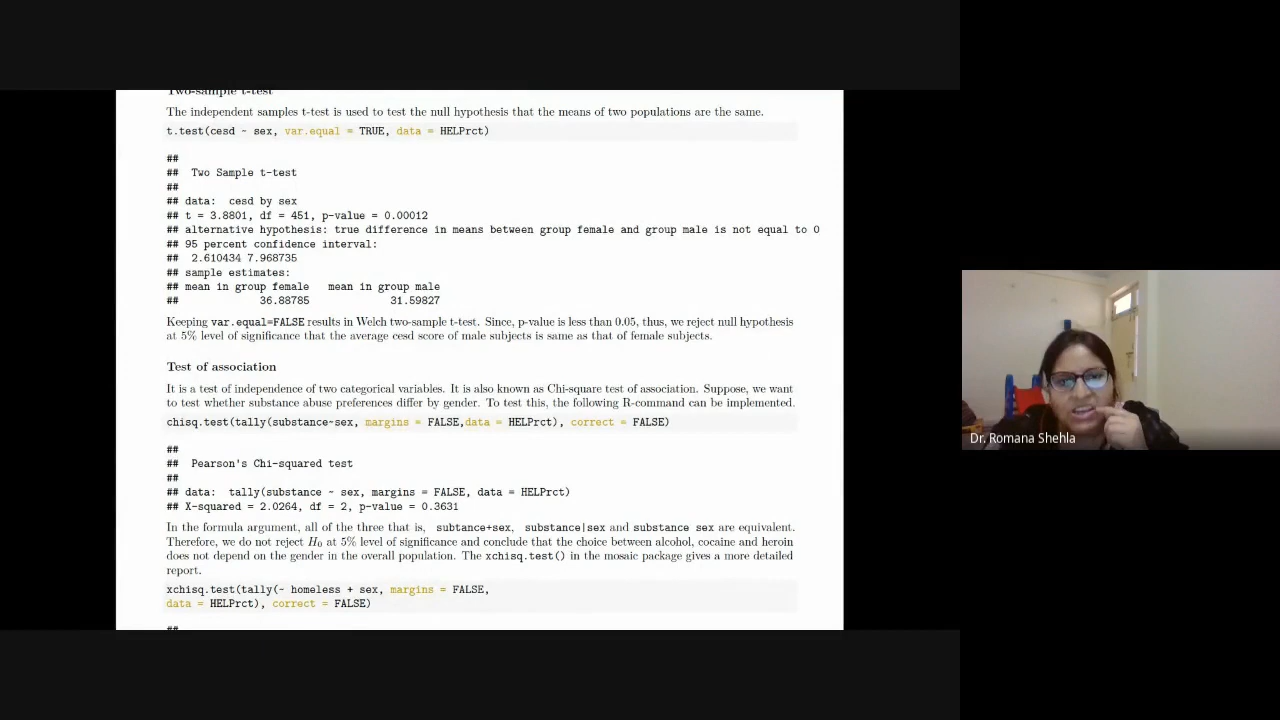 Two-sample t-test
The independent samples t-test is used to test the null hypothesis that the means of two populations are the same.
t.test(cesd ~ sex, var.equal = TRUE, data = HELPrct)
##
## Two Sample t-test
##
## data: cesd by sex
## t = 3.8801, df = 451, p-value = 0.00012
## alternative hypothesis: true difference in means between group female and group male is not equal to 0
## 95 percent confidence interval:
## 2.610434 7.968735
## sample estimates:
## mean in group female mean in group male
## 36.88785 31.59827
Keeping var.equal=FALSE results in Welch two-sample t-test. Since, p-value is less than 0.05, thus, we reject null hypothesis
at 5% level of significance that the average cesd score of male subjects is same as that of female subjects.
Test of association
It is a test of independence of two categorical variables. It is also known as Chi-square test of association. Suppose, we want
to test whether substance abuse preferences differ by gender. To test this, the following R-command can be implemented.
chisq.test(tally(substance~sex, margins = FALSE,data = HELPrct), correct = FALSE)
##
## Pearson's Chi-squared test
##
## data: tally(substance ~ sex, margins = FALSE, data = HELPrct)
## X-squared = 2.0264, df = 2, p-value = 0.3631
In the formula argument, all of the three that is, subtance+sex, substance|sex and substance sex are equivalent.
Therefore, we do not reject H0 at 5% level of significance and conclude that the choice between alcohol, cocaine and heroin
does not depend on the gender in the overall population. The xchisq.test() in the mosaic package gives a more detailed
report.
xchisq.test(tally(~ homeless + sex, margins = FALSE,
data = HELPrct), correct = FALSE)
##
Dr. Romana Shehla